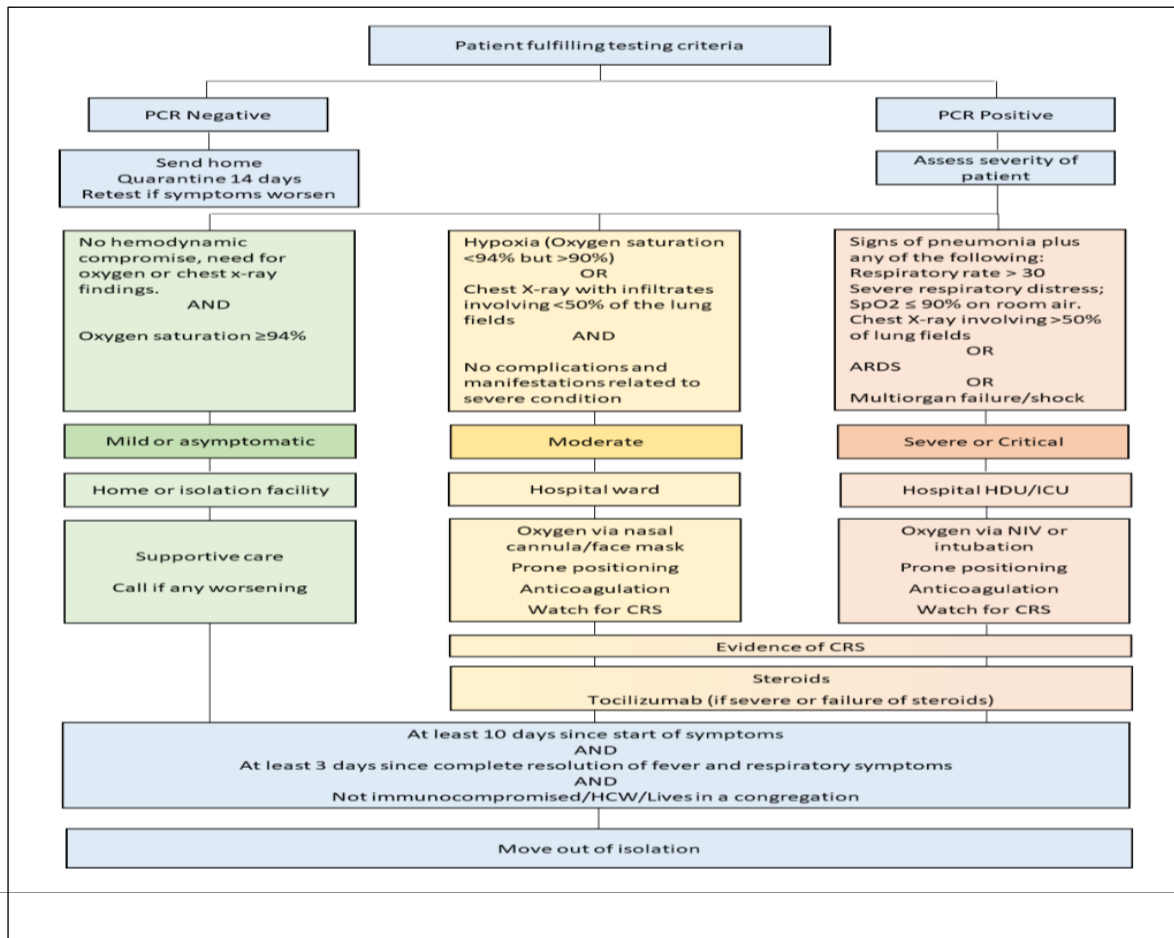 Patient fulfilling testing criteria
PCR Negative
PCR Positive
Send home
Quarantine 14 days
Retest if symptoms worsen
Assess severity of
patient
No hemodynamic
compromise, need for
oxygen or chest x-ray
findings.
AND
Oxygen saturation ≥94%
Hypoxia (Oxygen saturation
<94% but >90%)
OR
Chest X-ray with infiltrates
involving <50% of the lung
fields
AND
No complications and
manifestations related to
severe condition
Signs of pneumonia plus
any of the following:
Respiratory rate > 30
Severe respiratory distress;
SpO2 ≤ 90% on room air.
Chest X-ray involving >50%
of lung fields
OR
ARDS
OR
Multiorgan failure/shock
Mild or asymptomatic
Moderate
Severe or Critical
Home or isolation facility
Hospital ward
Hospital HDU/ICU
Supportive care
Call if any worsening
Oxygen via nasal
cannula/face mask
Prone positioning
Anticoagulation
Watch for CRS
Oxygen via NIV or
intubation
Prone positioning
Anticoagulation
Watch for CRS
Evidence of CRS
Steroids
Tocilizumab (if severe or failure of steroids)
At least 10 days since start of symptoms
AND
At least 3 days since complete resolution of fever and respiratory symptoms
AND
Not immunocompromised/HCW/Lives in a congregation
Move out of isolation